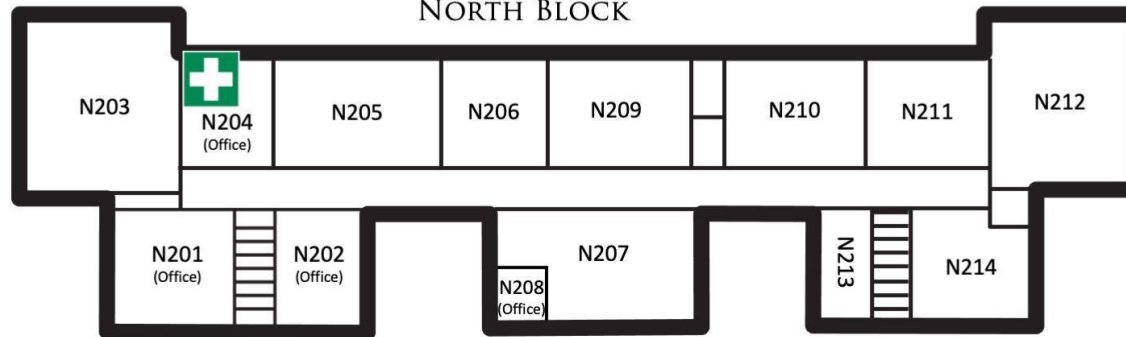 NORTH BLOCK
N203
N204
(Office)
N205
N206
N209
N210
N211
N212
N201
(Office)
N202
(Office)
N207
N208
(Office)
N213
N214